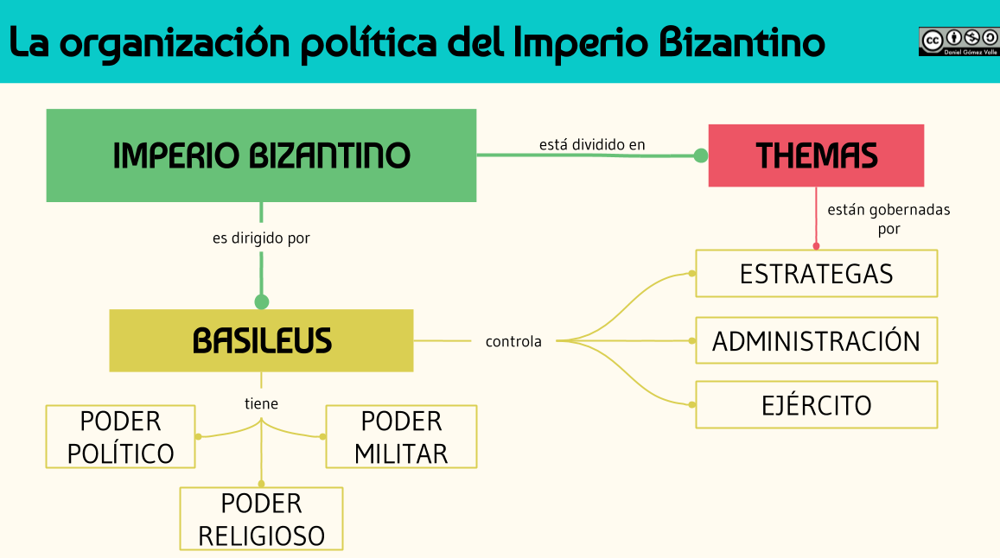 La organización política del Imperio Bizantino
cc
Daniel Gómez Valle
IMPERIO BIZANTINO
está dividido en
THEMAS
están gobernadas
por
es dirigido por
ESTRATEGAS
BASILEUS
controla
ADMINISTRACIÓN
EJÉRCITO
tiene
PODER
POLÍTICO
PODER
MILITAR
PODER
RELIGIOSO